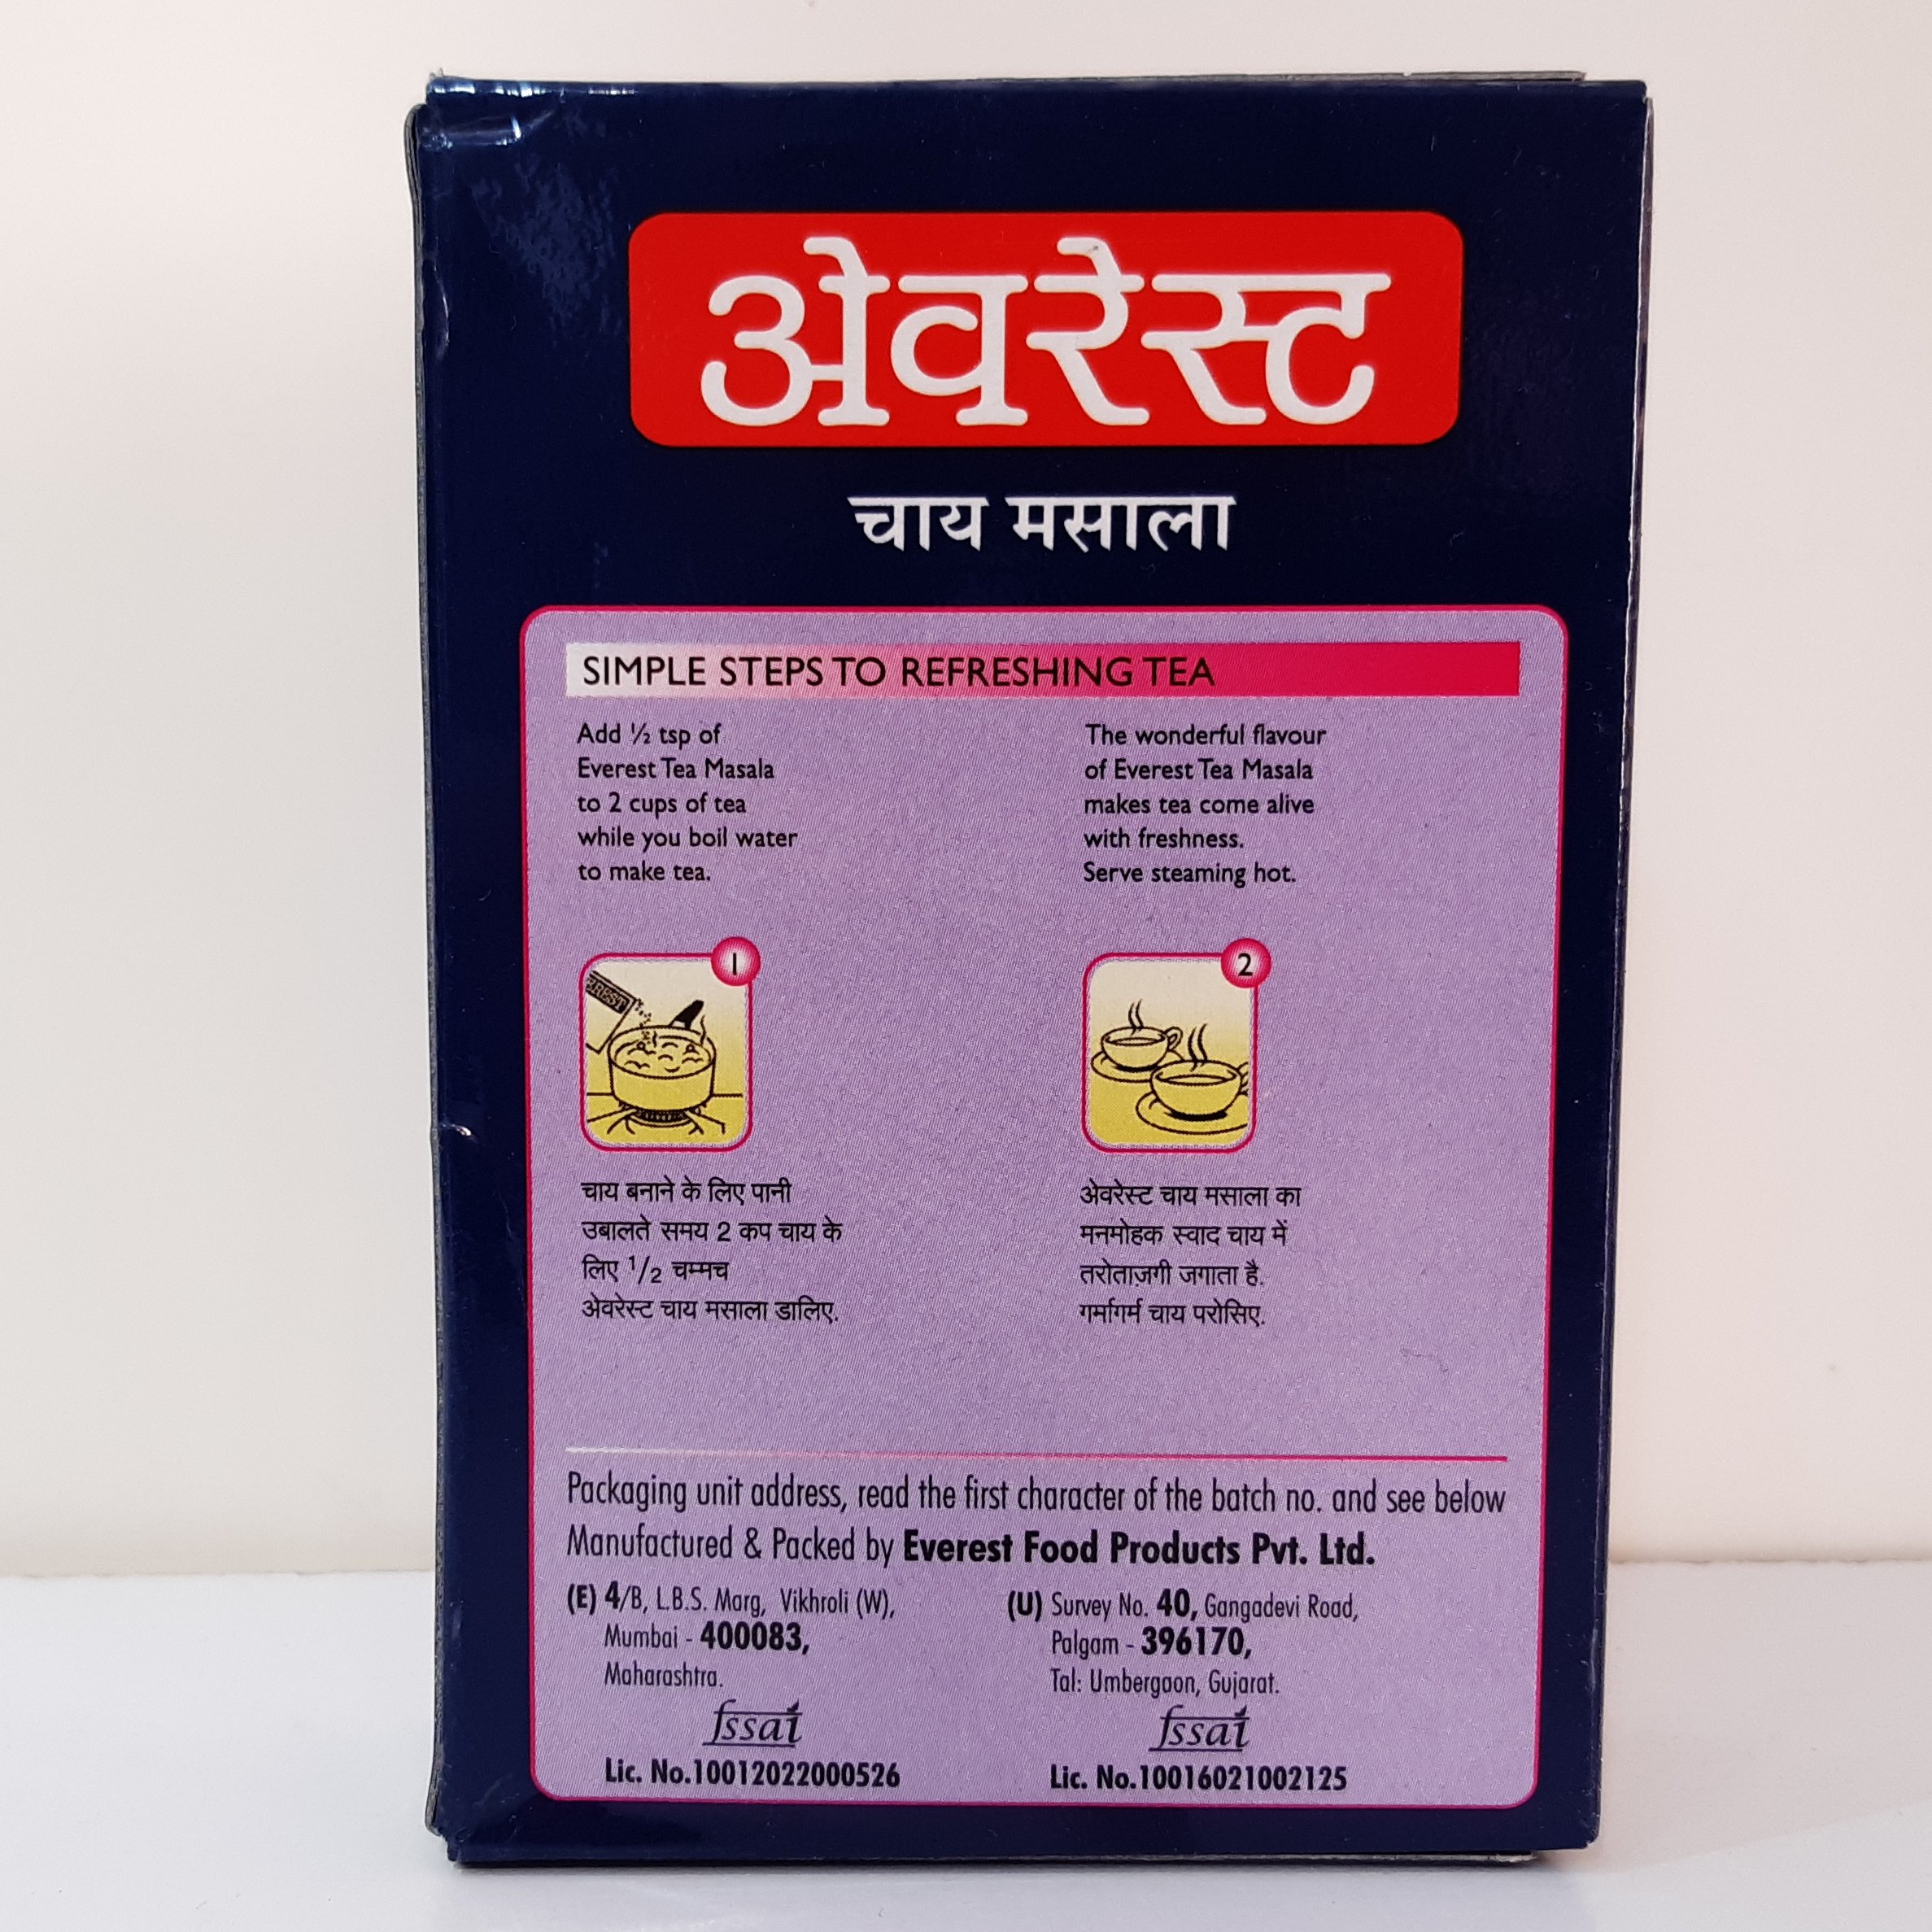 अेवरेस्ट
चाय मसाला
SIMPLE STEPS TO REFRESHING TEA
Add ½ tsp of
Everest Tea Masala
to 2 cups of tea
while you boil water
to make tea.
The wonderful flavour
of Everest Tea Masala
makes tea come alive
with freshness.
Serve steaming hot.
1
2
चाय बनाने के लिए पानी
उबालते समय 2 कप चाय के
लिए 1/2 चम्मच
अेवरेस्ट चाय मसाला डालिए.
अेवरेस्ट चाय मसाला का
मनमोहक स्वाद चाय में
तरोताज़गी जगाता है.
गर्मागर्म चाय परोसिए.
Packaging unit address, read the first character of the batch no. and see below
Manufactured & Packed by Everest Food Products Pvt. Ltd.
(E) 4/B, L.B.S. Marg, Vikhroli (W),
Mumbai - 400083,
Maharashtra.
fssai
Lic. No.10012022000526
(U) Survey No. 40, Gangadevi Road,
Palgam - 396170,
Tal: Umbergaon, Gujarat.
fssai
Lic. No.10016021002125